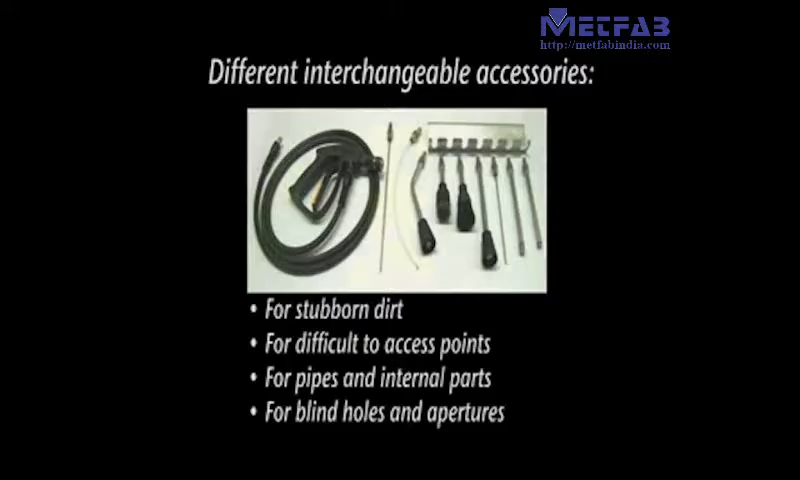 METFAB
http://metfabindia.com
Different interchangeable accessories:
• For stubborn dirt
• For difficult to access points
• For pipes and internal parts
• For blind holes and apertures